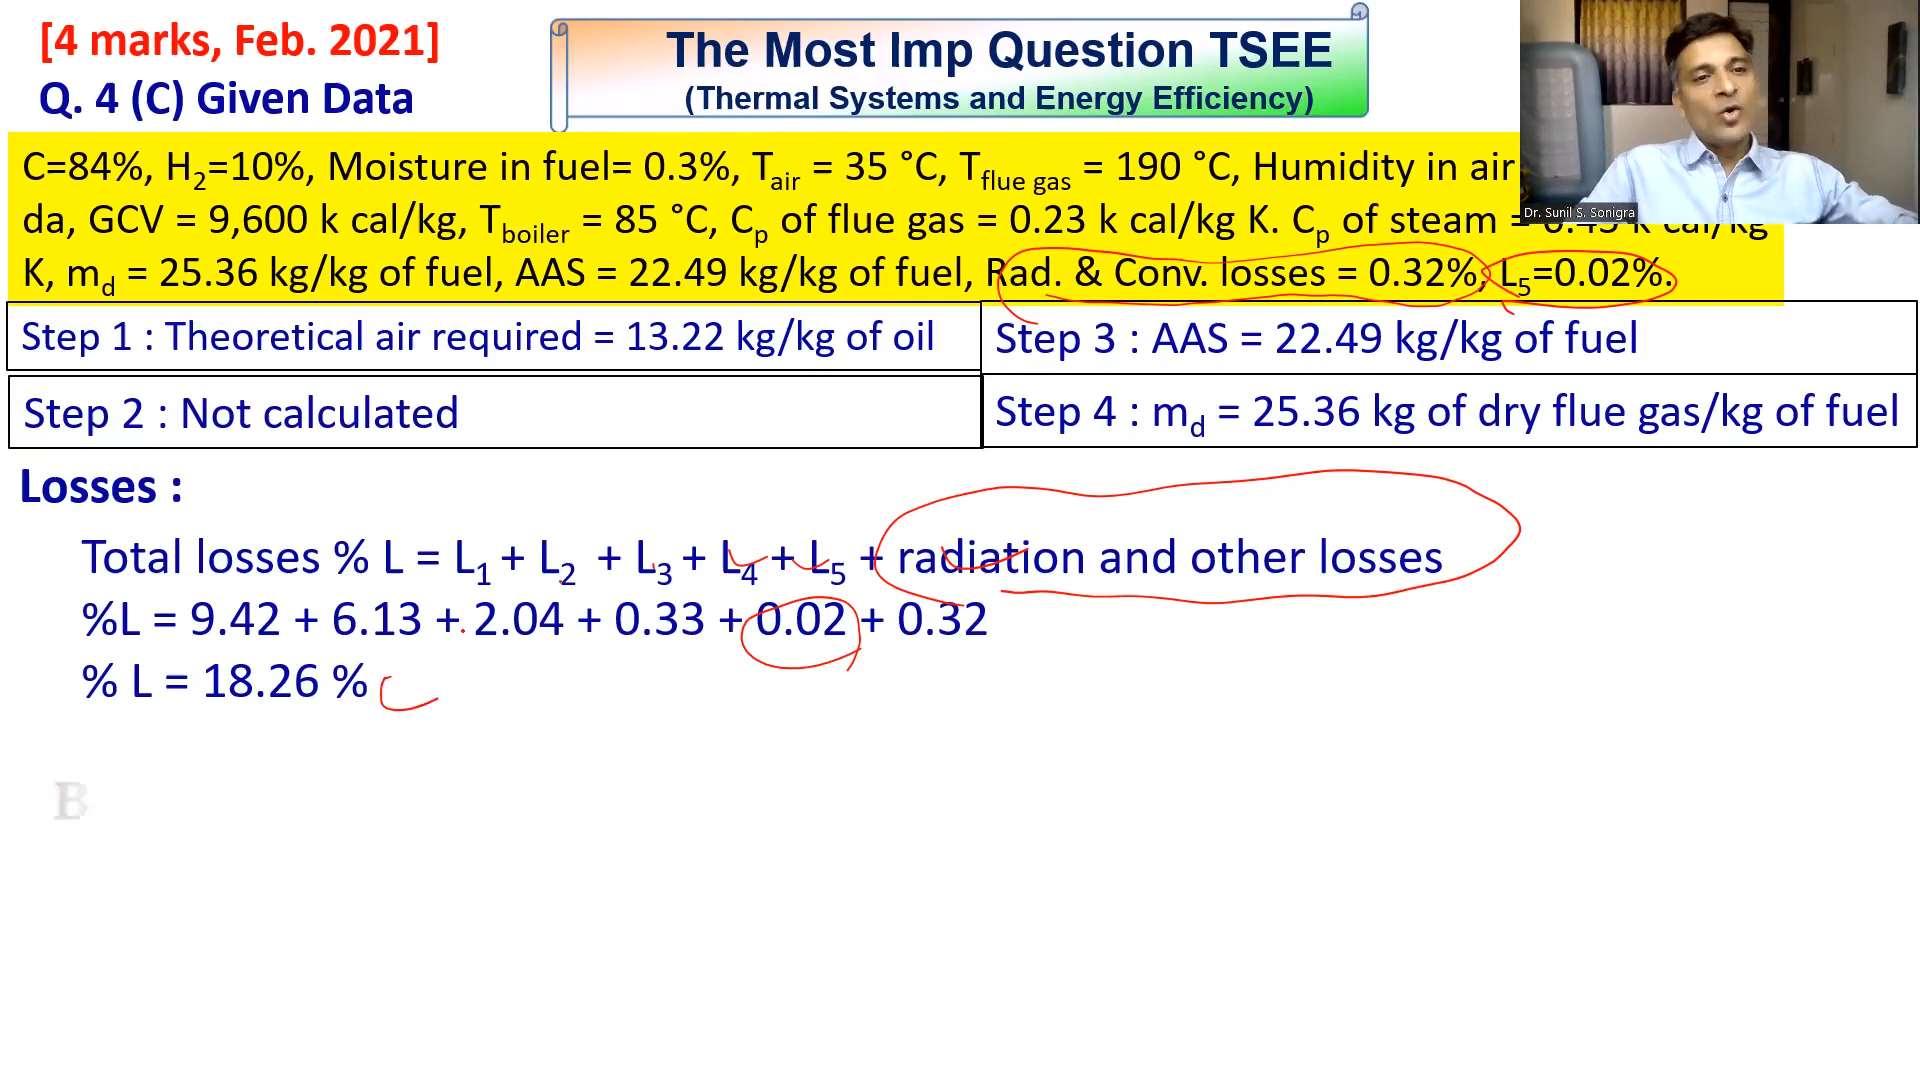 [4 marks, Feb. 2021]
Q. 4 (C) Given Data
The Most Imp Question TSEE
(Thermal Systems and Energy Efficiency)
Dr. Sunil S. Sonigra
C=84%, H2=10%, Moisture in fuel= 0.3%, Tair = 35 °C, Tflue gas = 190 °C, Humidity in air
da, GCV = 9,600 k cal/kg, Tboiler = 85 °C, Cp of flue gas = 0.23 k cal/kg K. Cp of steam = 0.45 k cal/kg
K, md = 25.36 kg/kg of fuel, AAS = 22.49 kg/kg of fuel, Rad. & Conv. losses = 0.32%, L5=0.02%.
Step 1 : Theoretical air required = 13.22 kg/kg of oil
Step 3 : AAS = 22.49 kg/kg of fuel
Step 2 : Not calculated
Step 4 : md = 25.36 kg of dry flue gas/kg of fuel
Losses :
Total losses % L = L1 + L2 + L3 + L4 + L5 + radiation and other losses
%L = 9.42 + 6.13 + 2.04 + 0.33 + 0.02 + 0.32
% L = 18.26 %
B